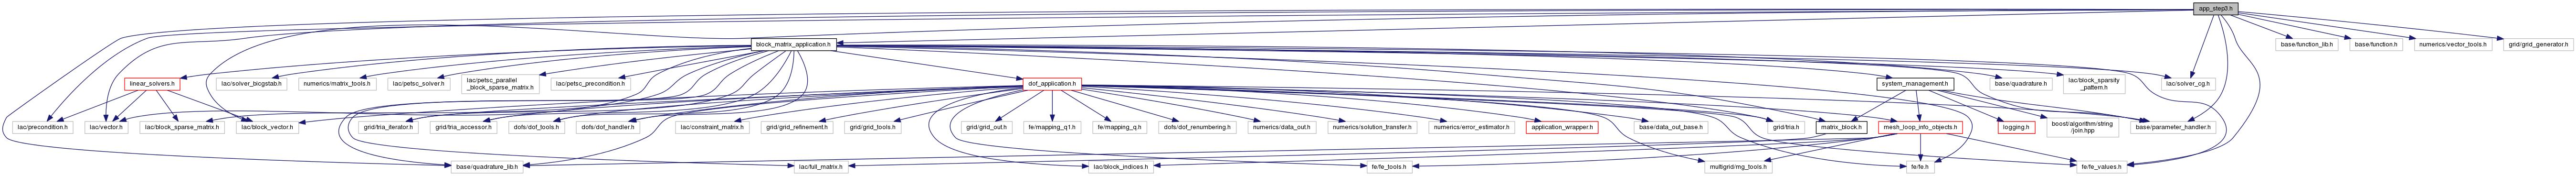 app_step3.h
block_matrix_application.h
base/function_lib.h
base/function.h
numerics/vector_tools.h
grid/grid_generator.h
linear_solvers.h
lac/solver_bicgstab.h
numerics/matrix_tools.h
lac/petsc_solver.h
lac/petsc_parallel
_block_sparse_matrix.h
lac/petsc_precondition.h
dof_application.h
system_management.h
base/quadrature.h
lac/block_sparsity
_pattern.h
lac/solver_cg.h
lac/precondition.h
lac/vector.h
lac/block_sparse_matrix.h
lac/block_vector.h
grid/tria_iterator.h
grid/tria_accessor.h
dofs/dof_tools.h
dofs/dof_handler.h
lac/constraint_matrix.h
grid/grid_refinement.h
grid/grid_tools.h
grid/grid_out.h
fe/mapping_q1.h
fe/mapping_q.h
dofs/dof_renumbering.h
numerics/data_out.h
numerics/solution_transfer.h
numerics/error_estimator.h
application_wrapper.h
base/data_out_base.h
grid/tria.h
matrix_block.h
mesh_loop_info_objects.h
logging.h
boost/algorithm/string
/join.hpp
base/parameter_handler.h
base/quadrature_lib.h
lac/full_matrix.h
lac/block_indices.h
fe/fe_tools.h
multigrid/mg_tools.h
fe/fe.h
fe/fe_values.h